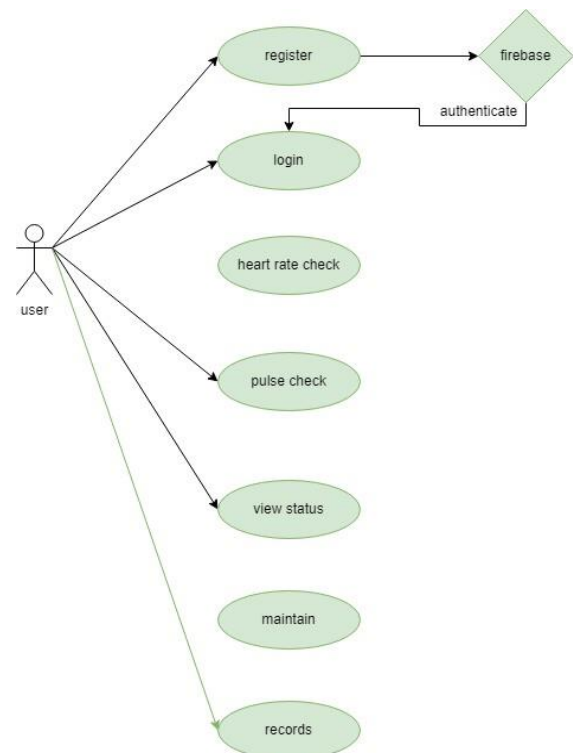 register
firebase
authenticate
login
heart rate check
user
pulse check
view status
maintain
records